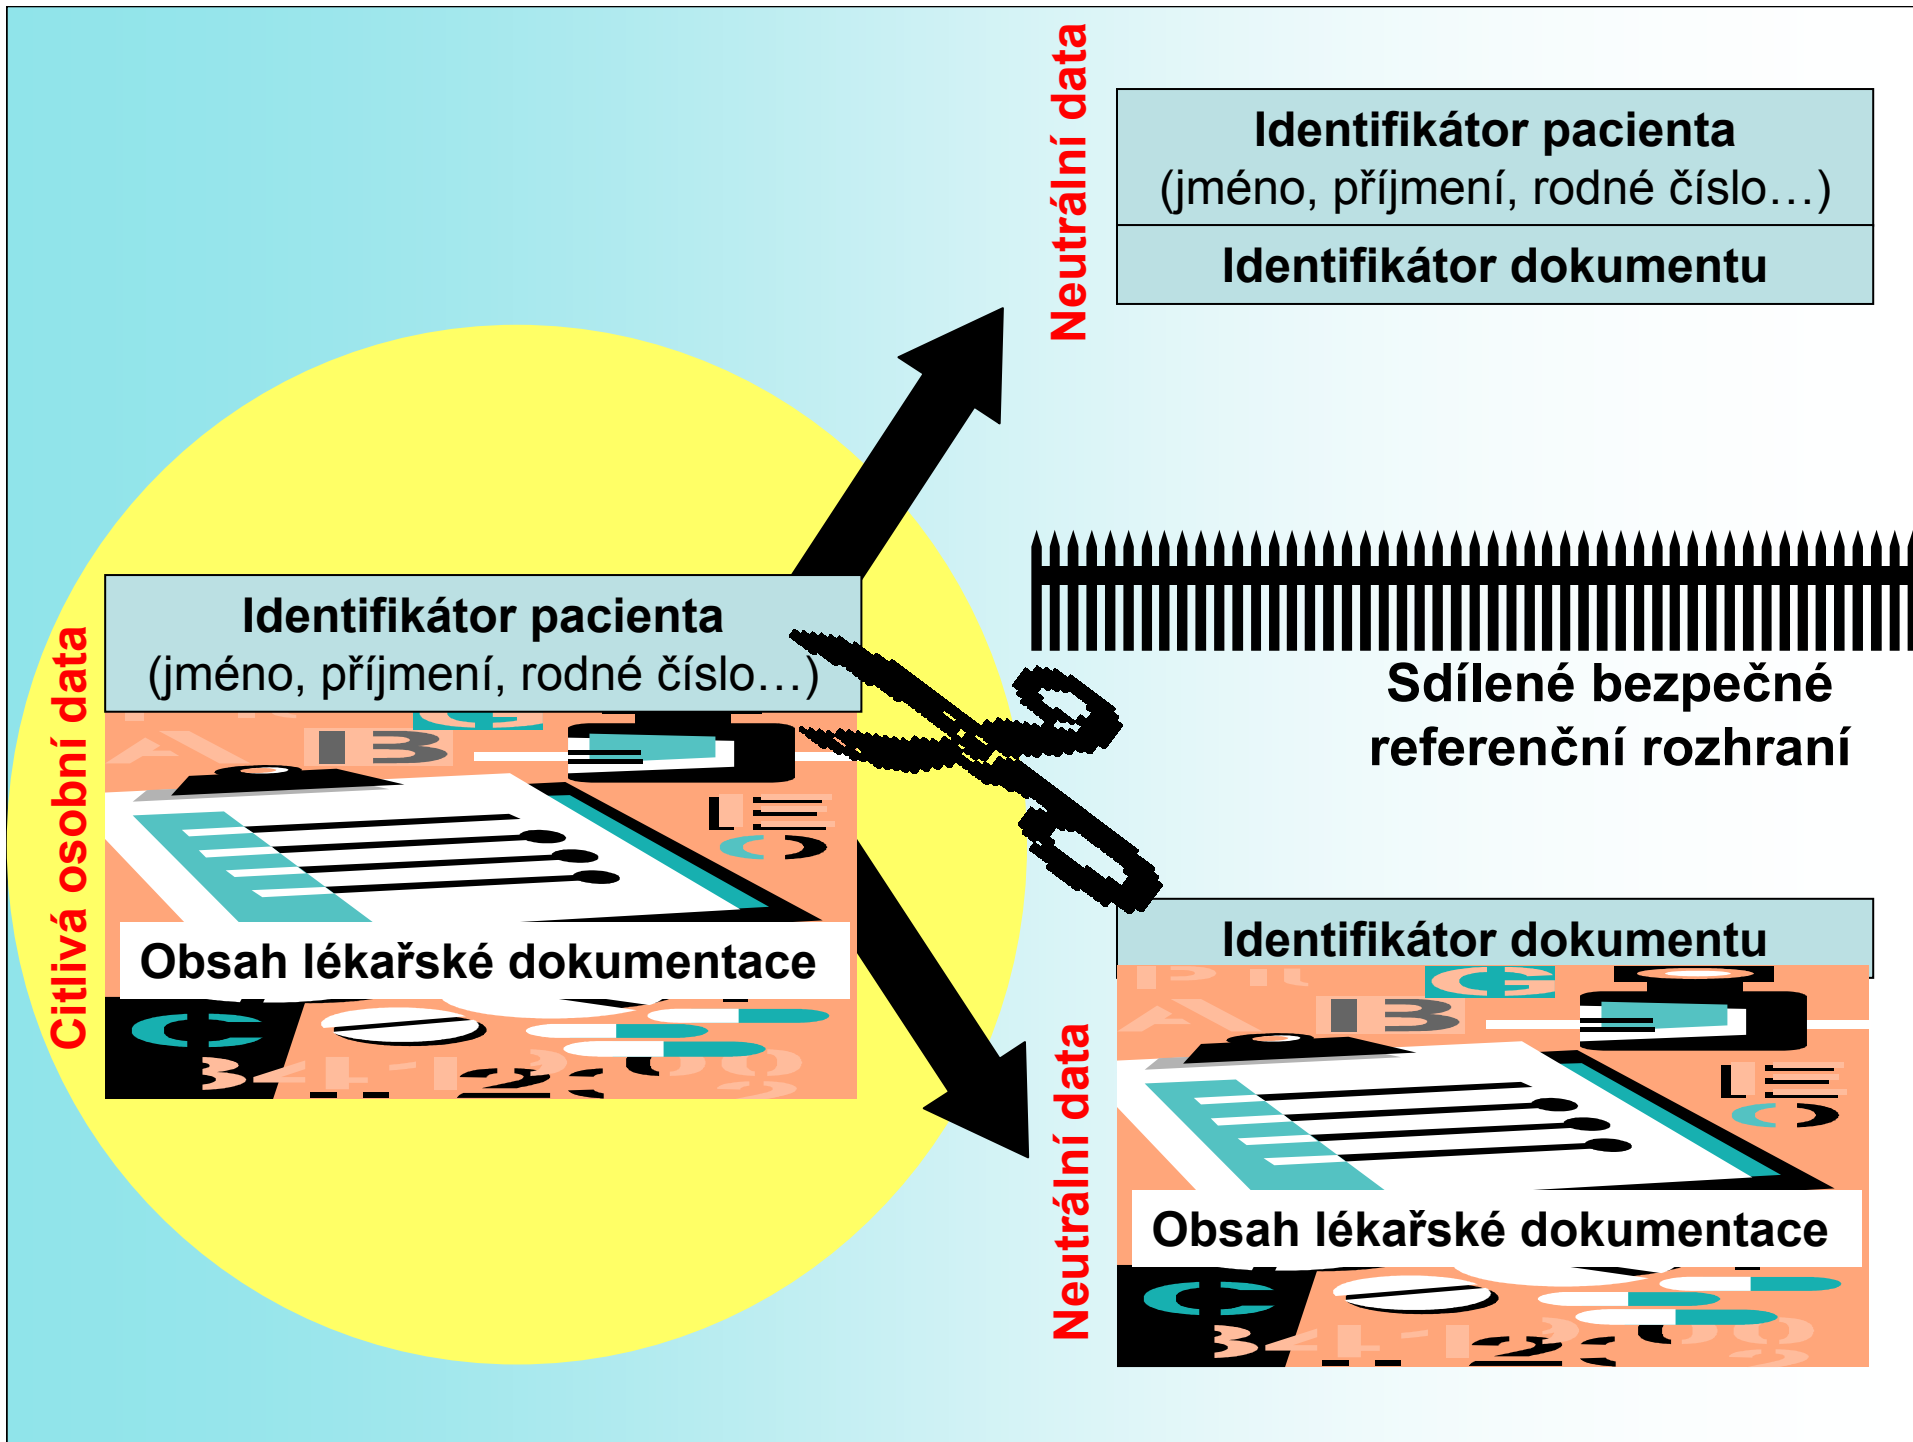 Citlivá osobní data
Identifikátor pacienta
(jméno, příjmení, rodné číslo…)
Obsah lékařské dokumentace
Neutrální data
Identifikátor pacienta
(jméno, příjmení, rodné číslo…)
Identifikátor dokumentu
Sdílené bezpečné
referenční rozhraní
Neutrální data
Identifikátor dokumentu
Obsah lékařské dokumentace